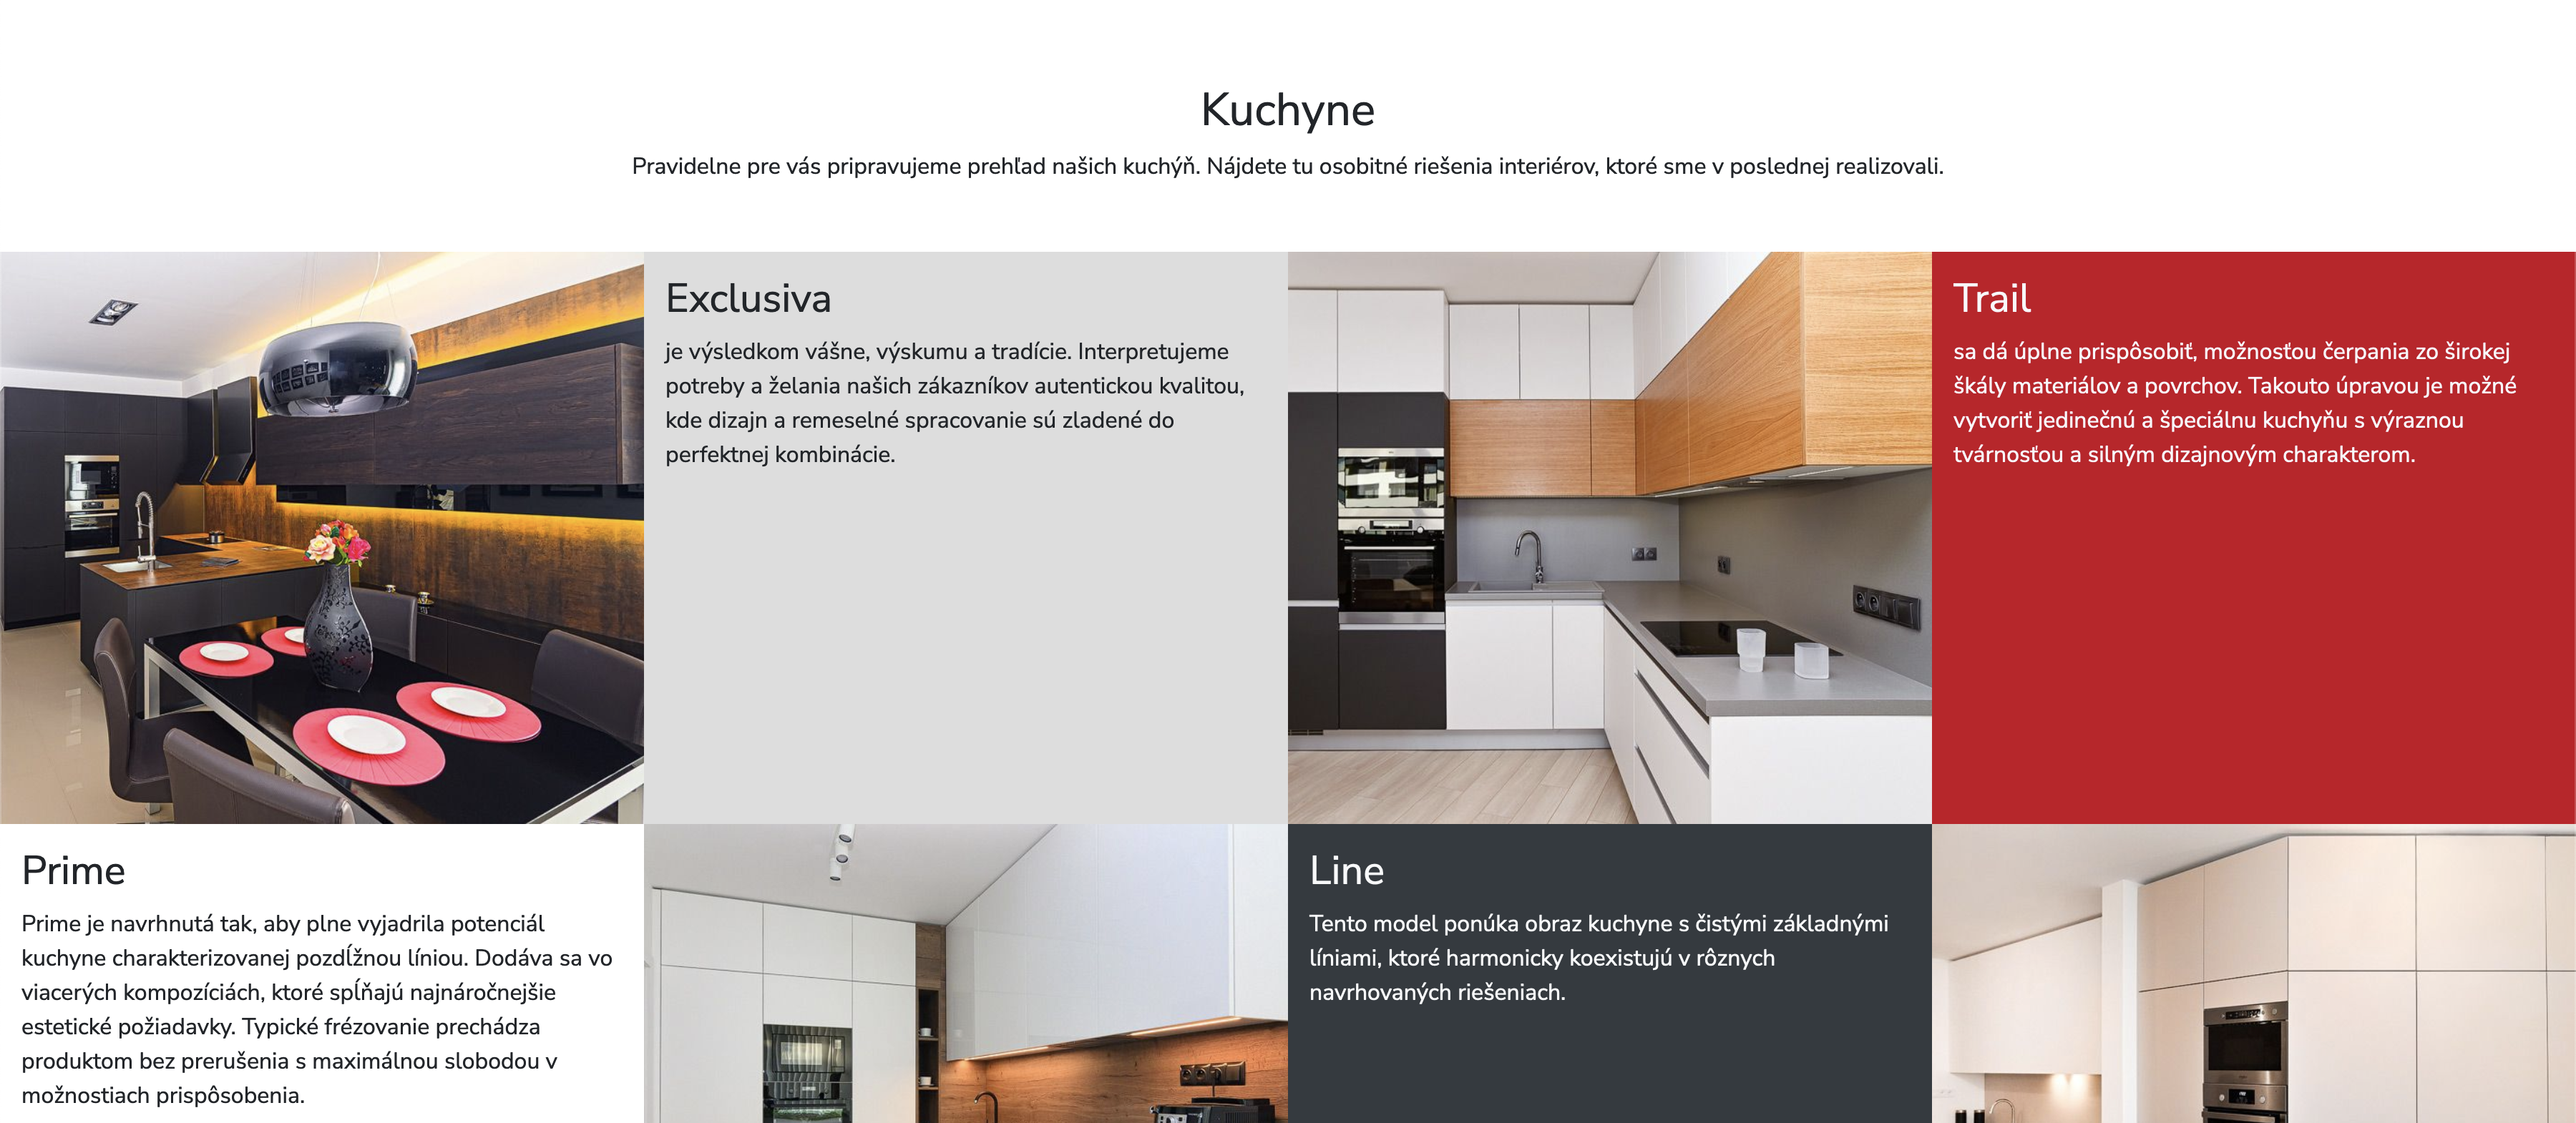 Kuchyne
Pravidelne pre vás pripravujeme prehľad našich kuchýň. Nájdete tu osobitné riešenia interiérov, ktoré sme v poslednej realizovali.
Exclusiva
je výsledkom vášne, výskumu a tradície. Interpretujeme
potreby a želania našich zákazníkov autentickou kvalitou,
kde dizajn a remeselné spracovanie sú zladené do
perfektnej kombinácie.
Trail
sa dá úplne prispôsobiť, možnosťou čerpania zo širokej
škály materiálov a povrchov. Takouto úpravou je možné
vytvoriť jedinečnú a špeciálnu kuchyňu s výraznou
tvárnosťou a silným dizajnovým charakterom.
Prime
Prime je navrhnutá tak, aby plne vyjadrila potenciál
kuchyne charakterizovanej pozdĺžnou líniou. Dodáva sa vo
viacerých kompozíciách, ktoré spĺňajú najnáročnejšie
estetické požiadavky. Typické frézovanie prechádza
produktom bez prerušenia s maximálnou slobodou v
možnostiach prispôsobenia.
Line
Tento model ponúka obraz kuchyne s čistými základnými
líniami, ktoré harmonicky koexistujú v rôznych
navrhovaných riešeniach.